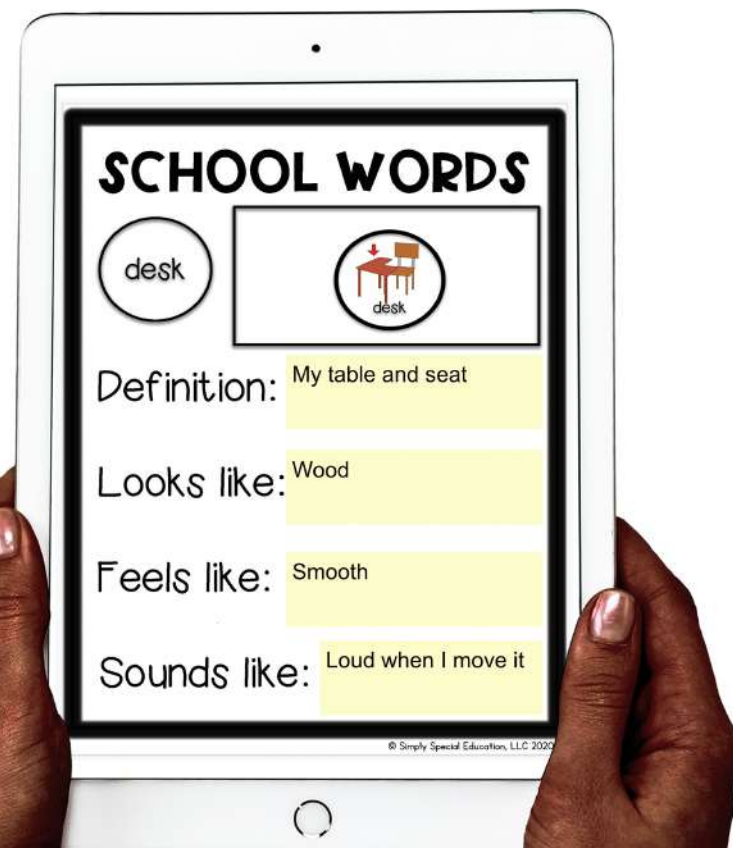 SCHOOL WORDS
desk
desk
Definition: My table and seat
Looks like: Wood
Feels like: Smooth
Sounds like: Loud when I move it
© Simply Special Education, LLC 2020